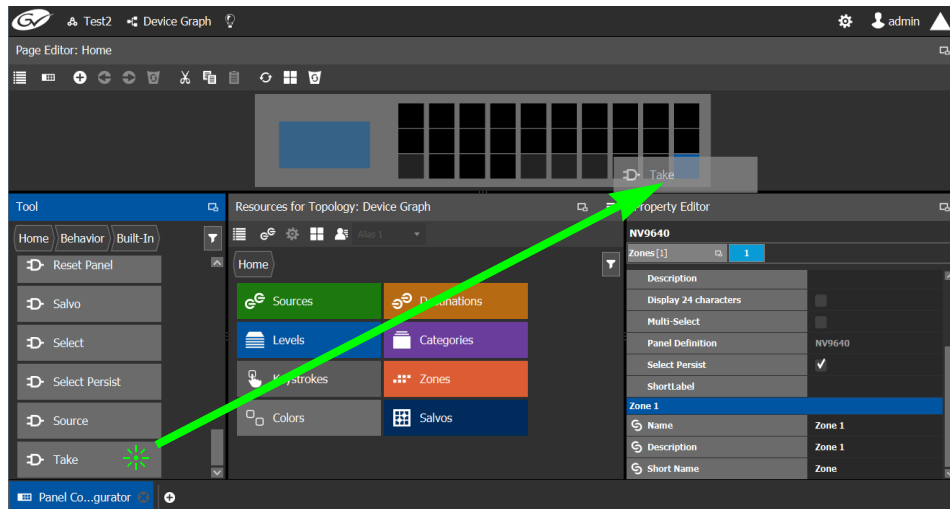 GV Test2 Device Graph admin
Page Editor: Home
Take
Tool
Home Behavior Built-In
Reset Panel
Salvo
Select
Select Persist
Source
Take
Resources for Topology: Device Graph
Alias 1
Home
Sources Destinations
Levels Categories
Keystrokes Zones
Colors Salvos
Property Editor
NV9640
Zones [1] 1
Description
Display 24 characters
Multi-Select
Panel Definition NV9640
Select Persist
ShortLabel
Zone 1
Name Zone 1
Description Zone 1
Short Name Zone
Panel Co...gurator